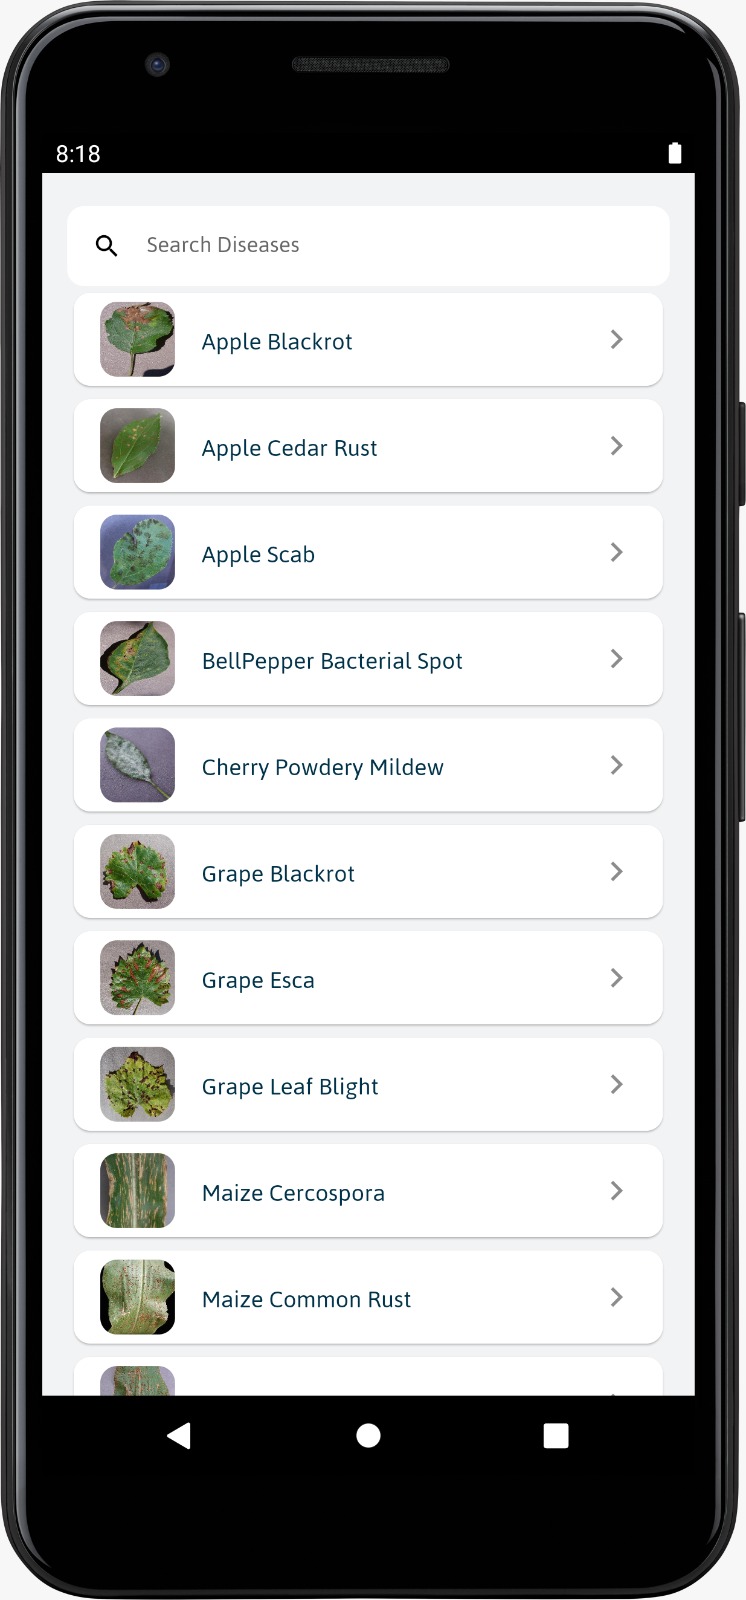 8:18
Search Diseases
Apple Blackrot
Apple Cedar Rust
Apple Scab
BellPepper Bacterial Spot
Cherry Powdery Mildew
Grape Blackrot
Grape Esca
Grape Leaf Blight
Maize Cercospora
Maize Common Rust